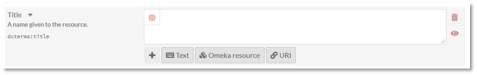 Title
A name given to the resource.
dcterms:title
Text
Omeka resource
URI